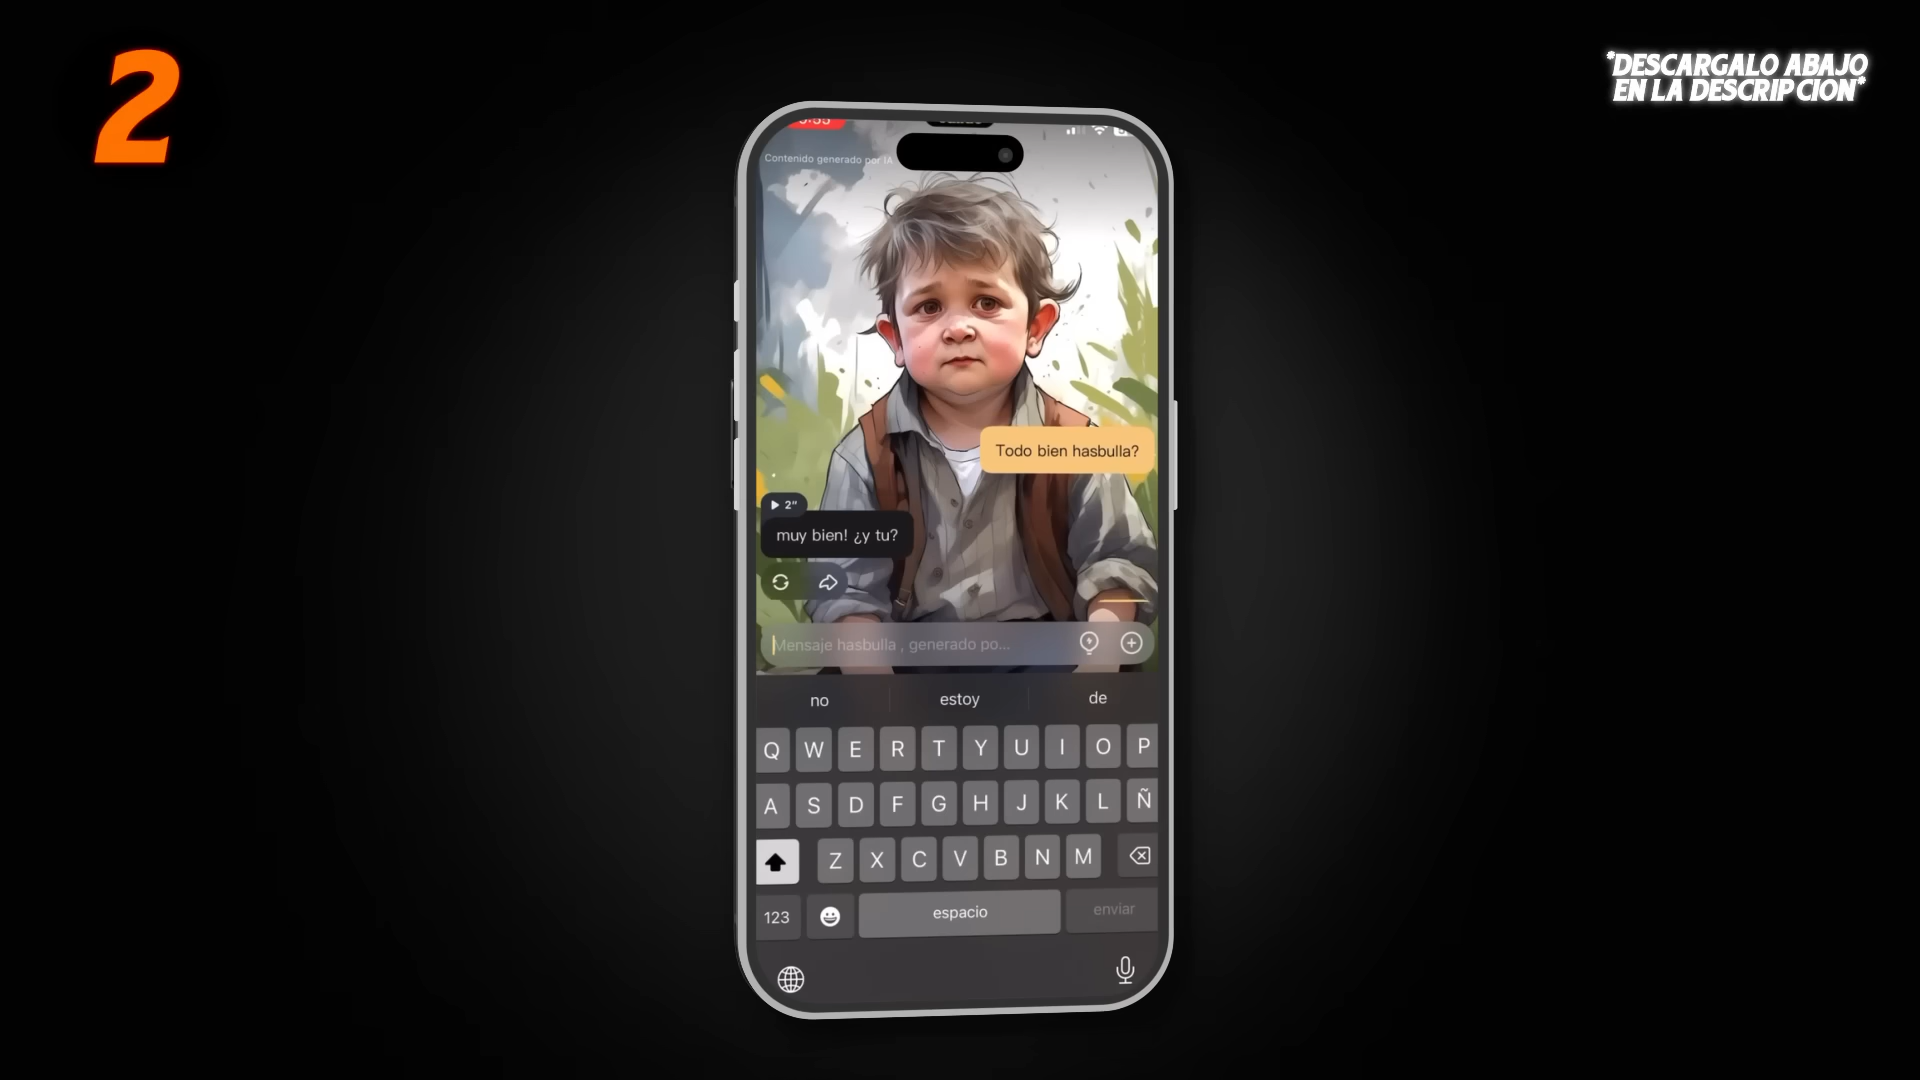 2
*DESCARGALO ABAJO
EN LA DESCRIPCION*
Contenido generado por IA
Todo bien hasbulla?
2"
muy bien! ¿y tu?
Mensaje hasbulla , generado po...
no estoy de
Q W E R T Y U I O P
A S D F G H J K L Ñ
Z X C V B N M
123 espacio enviar